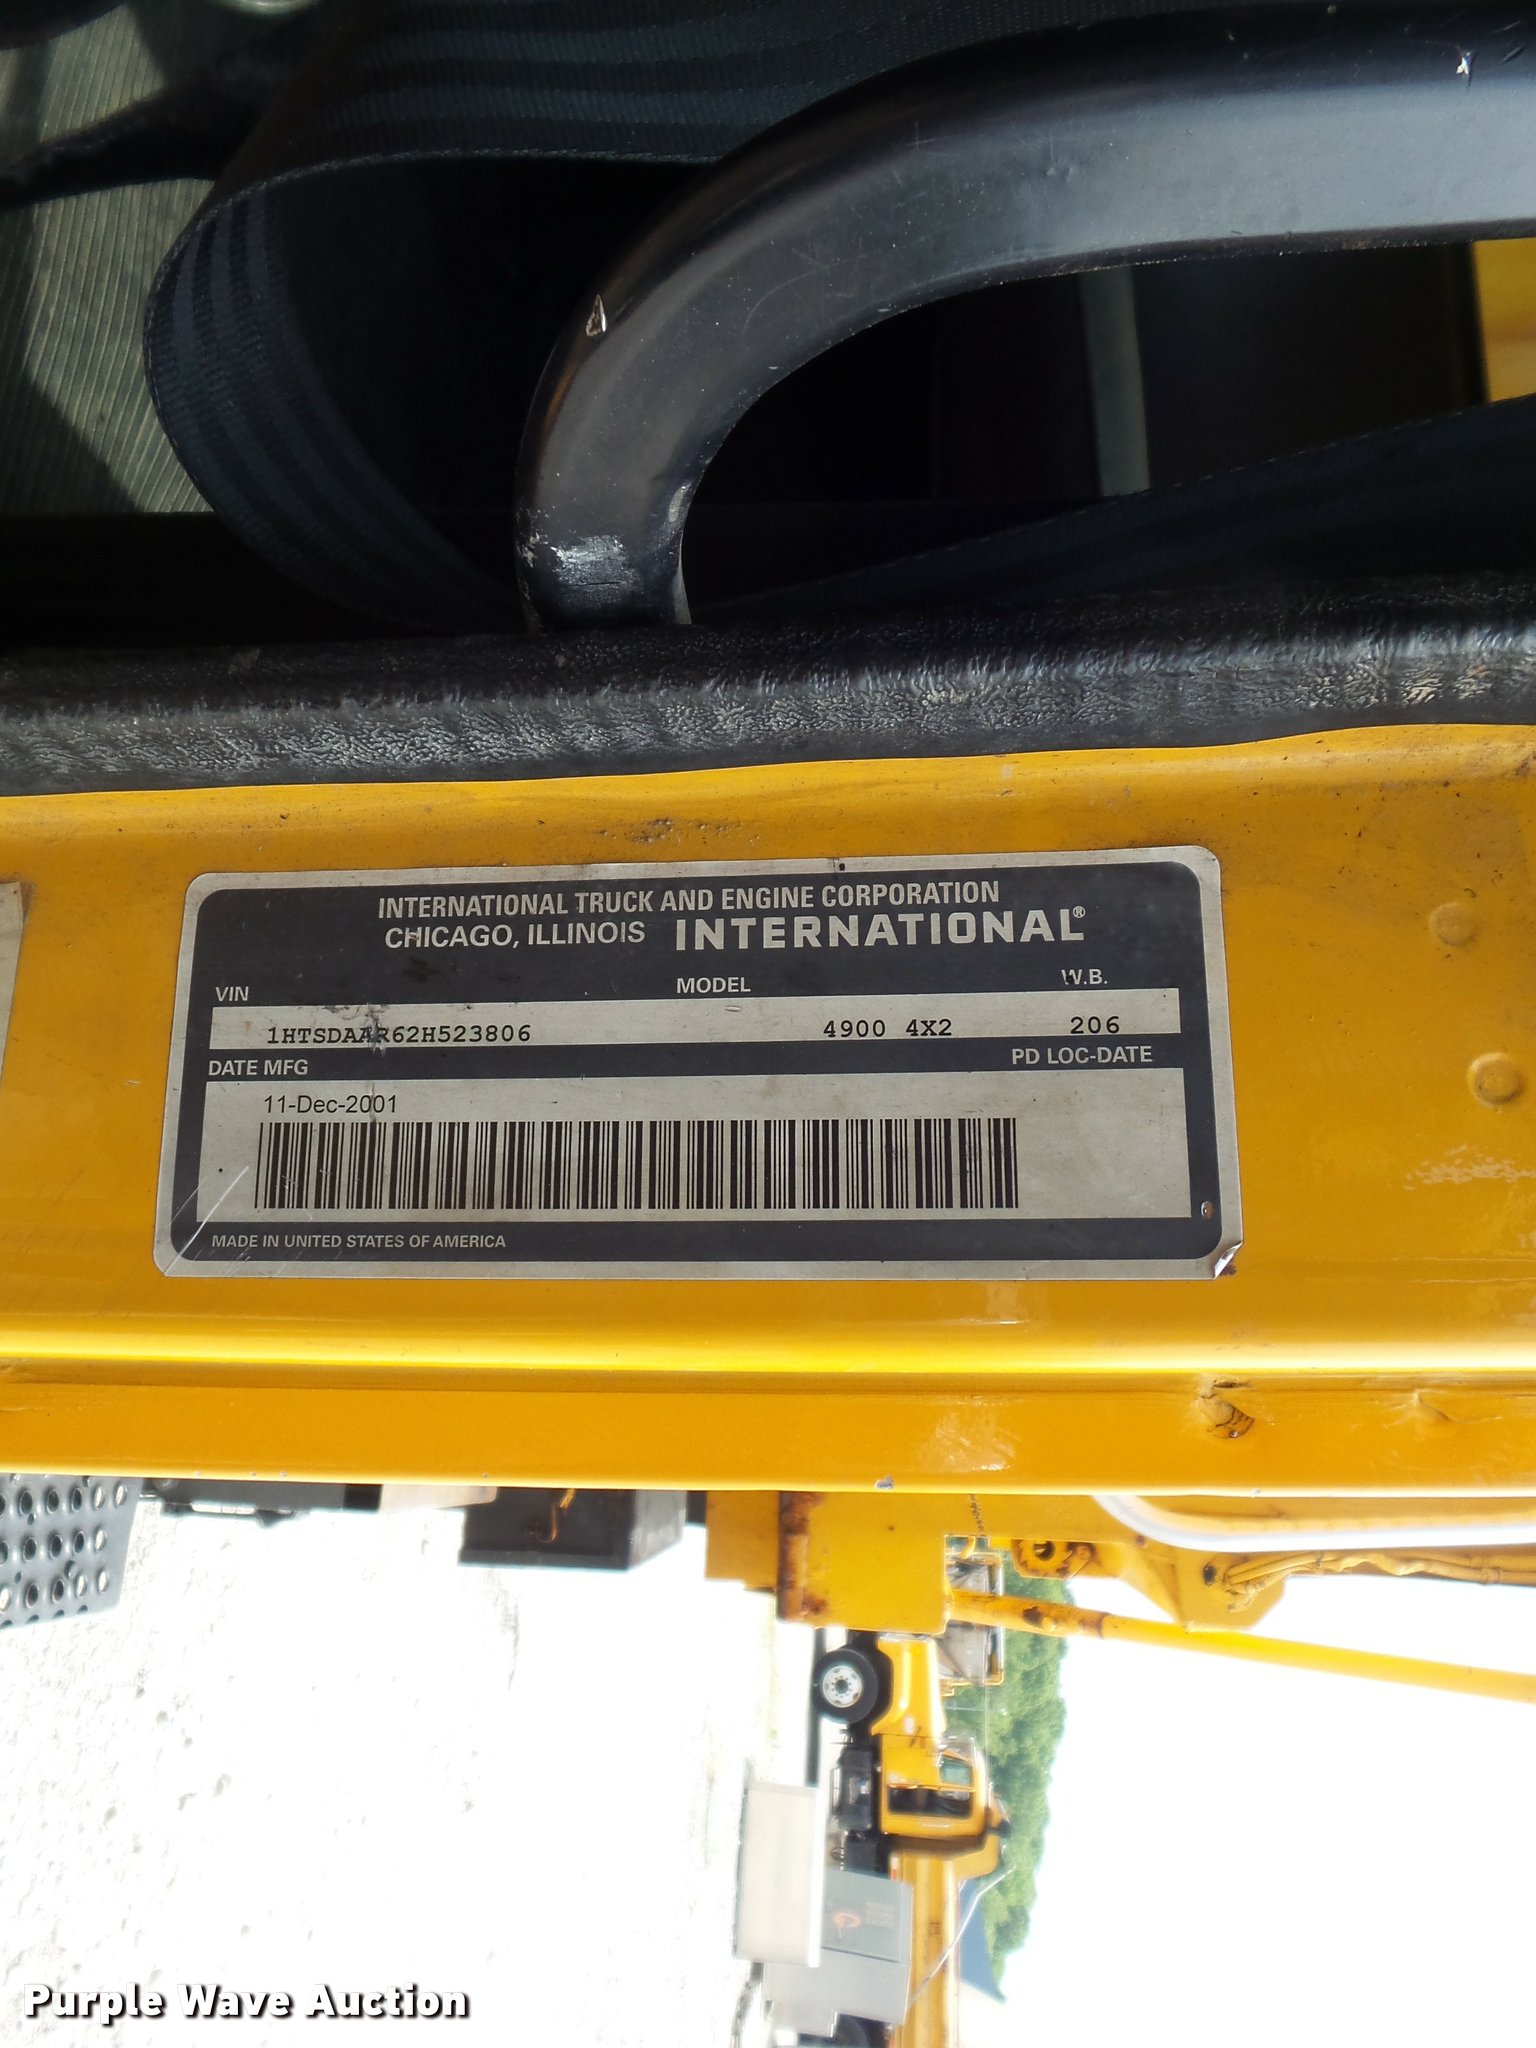 INTERNATIONAL TRUCK AND ENGINE CORPORATION
CHICAGO, ILLINOIS INTERNATIONAL®
VIN MODEL W.B.
1HTSDAAR62H523806 4900 4X2 206
DATE MFG PD LOC-DATE
11-Dec-2001
MADE IN UNITED STATES OF AMERICA
Purple Wave Auction